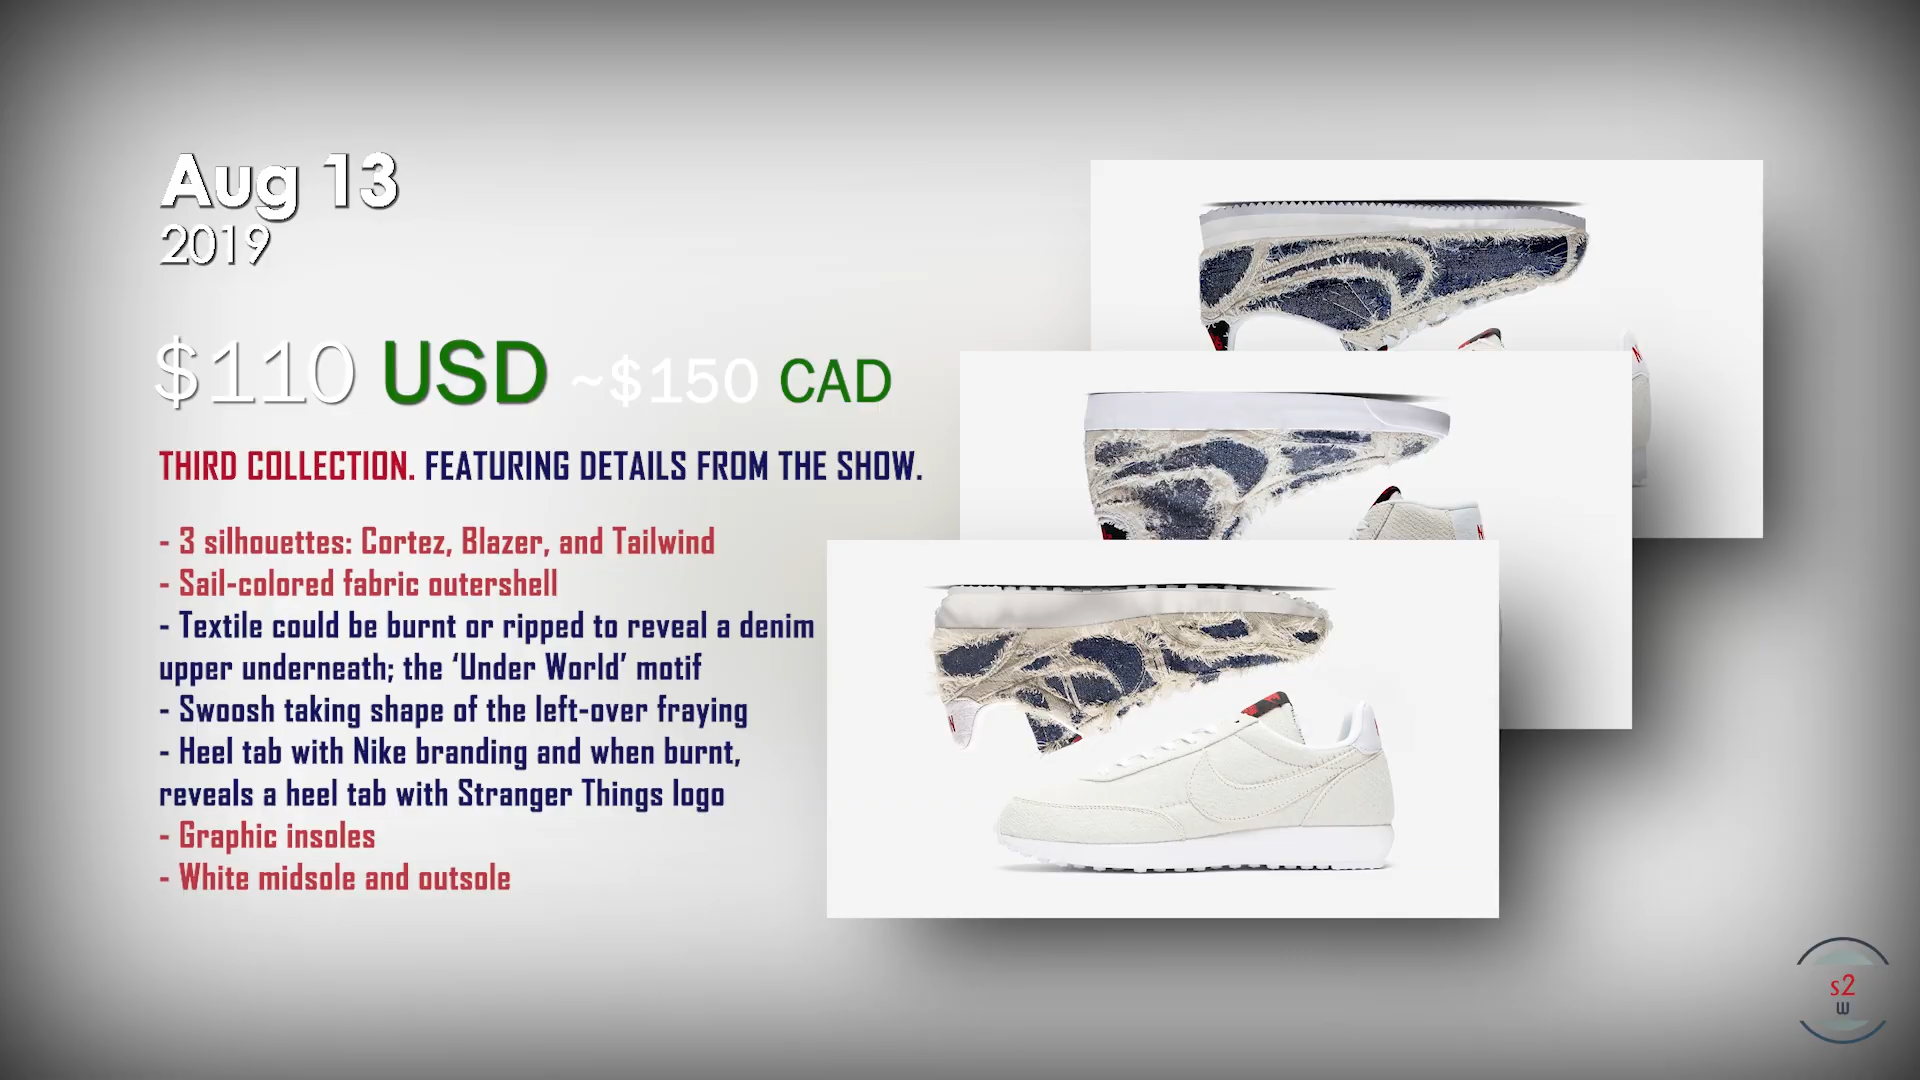 Aug 13
2019
$110 USD ~$150 CAD
THIRD COLLECTION. FEATURING DETAILS FROM THE SHOW.
- 3 silhouettes: Cortez, Blazer, and Tailwind
- Sail-colored fabric outershell
- Textile could be burnt or ripped to reveal a denim
upper underneath; the ‘Under World’ motif
- Swoosh taking shape of the left-over fraying
- Heel tab with Nike branding and when burnt,
reveals a heel tab with Stranger Things logo
- Graphic insoles
- White midsole and outsole
s2
w